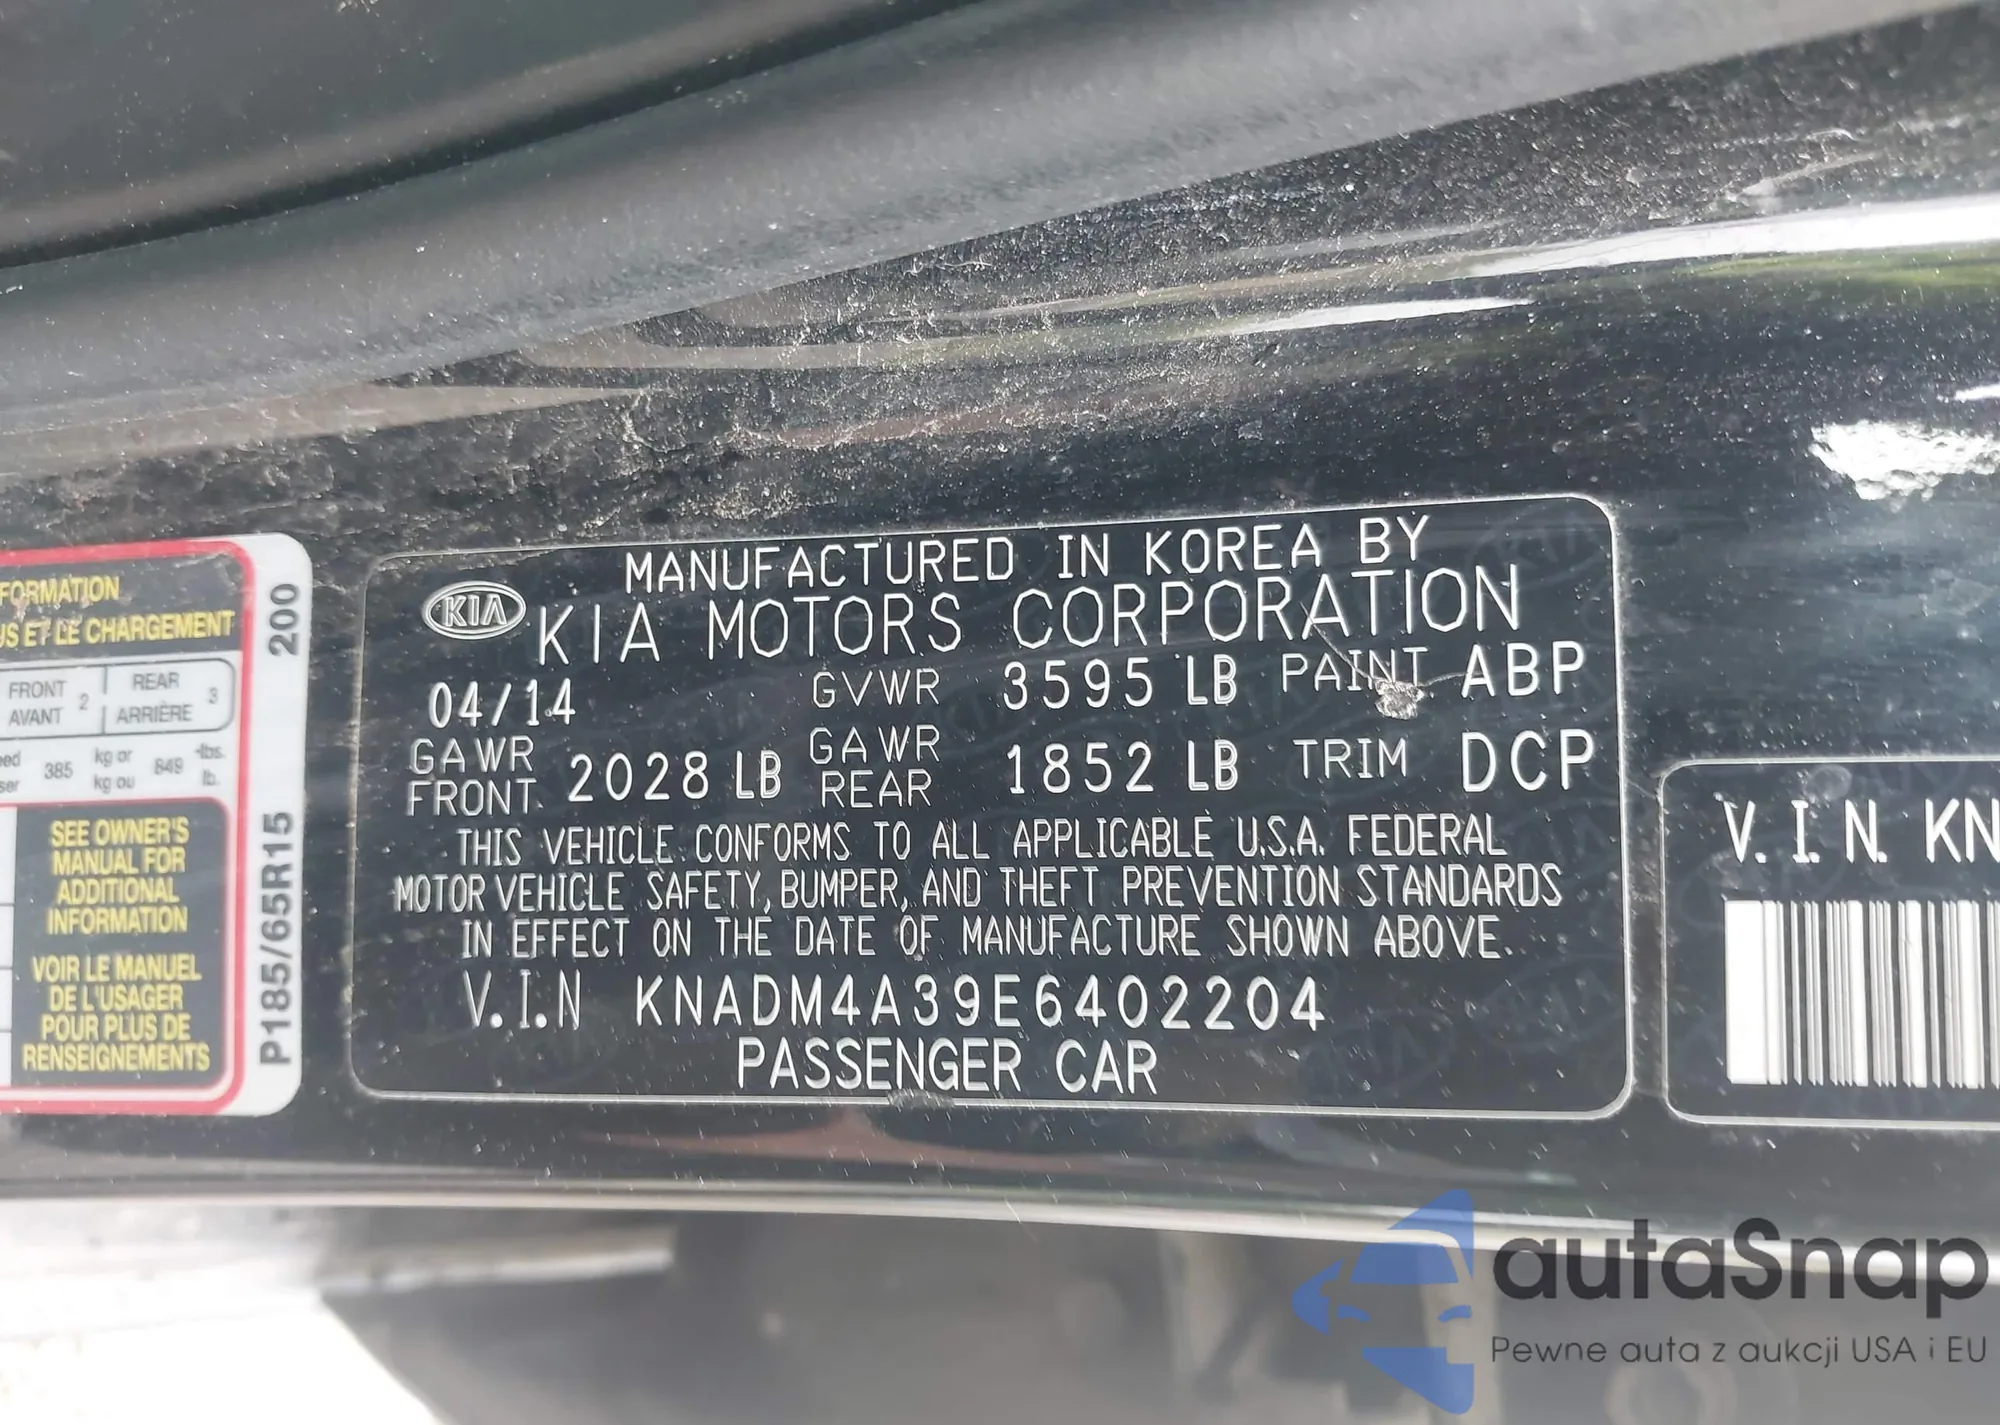 FORMATION
US ET LE CHARGEMENT
FRONT 2 REAR 3
AVANT ARRIÈRE
385 kg or 849 lbs.
kg ou lb.
SEE OWNER'S
MANUAL FOR
ADDITIONAL
INFORMATION
VOIR LE MANUEL
DE L'USAGER
POUR PLUS DE
RENSEIGNEMENTS
P185/65R15 200
MANUFACTURED IN KOREA BY
KIA KIA MOTORS CORPORATION
04/14 GVWR 3595 LB PAINT ABP
GAWR FRONT 2028 LB GAWR REAR 1852 LB TRIM DCP
THIS VEHICLE CONFORMS TO ALL APPLICABLE U.S.A. FEDERAL
MOTOR VEHICLE SAFETY, BUMPER, AND THEFT PREVENTION STANDARDS
IN EFFECT ON THE DATE OF MANUFACTURE SHOWN ABOVE.
V.I.N KNADM4A39E6402204
PASSENGER CAR
V.I.N. KN
autaSnap
Pewne auta z aukcji USA i EU